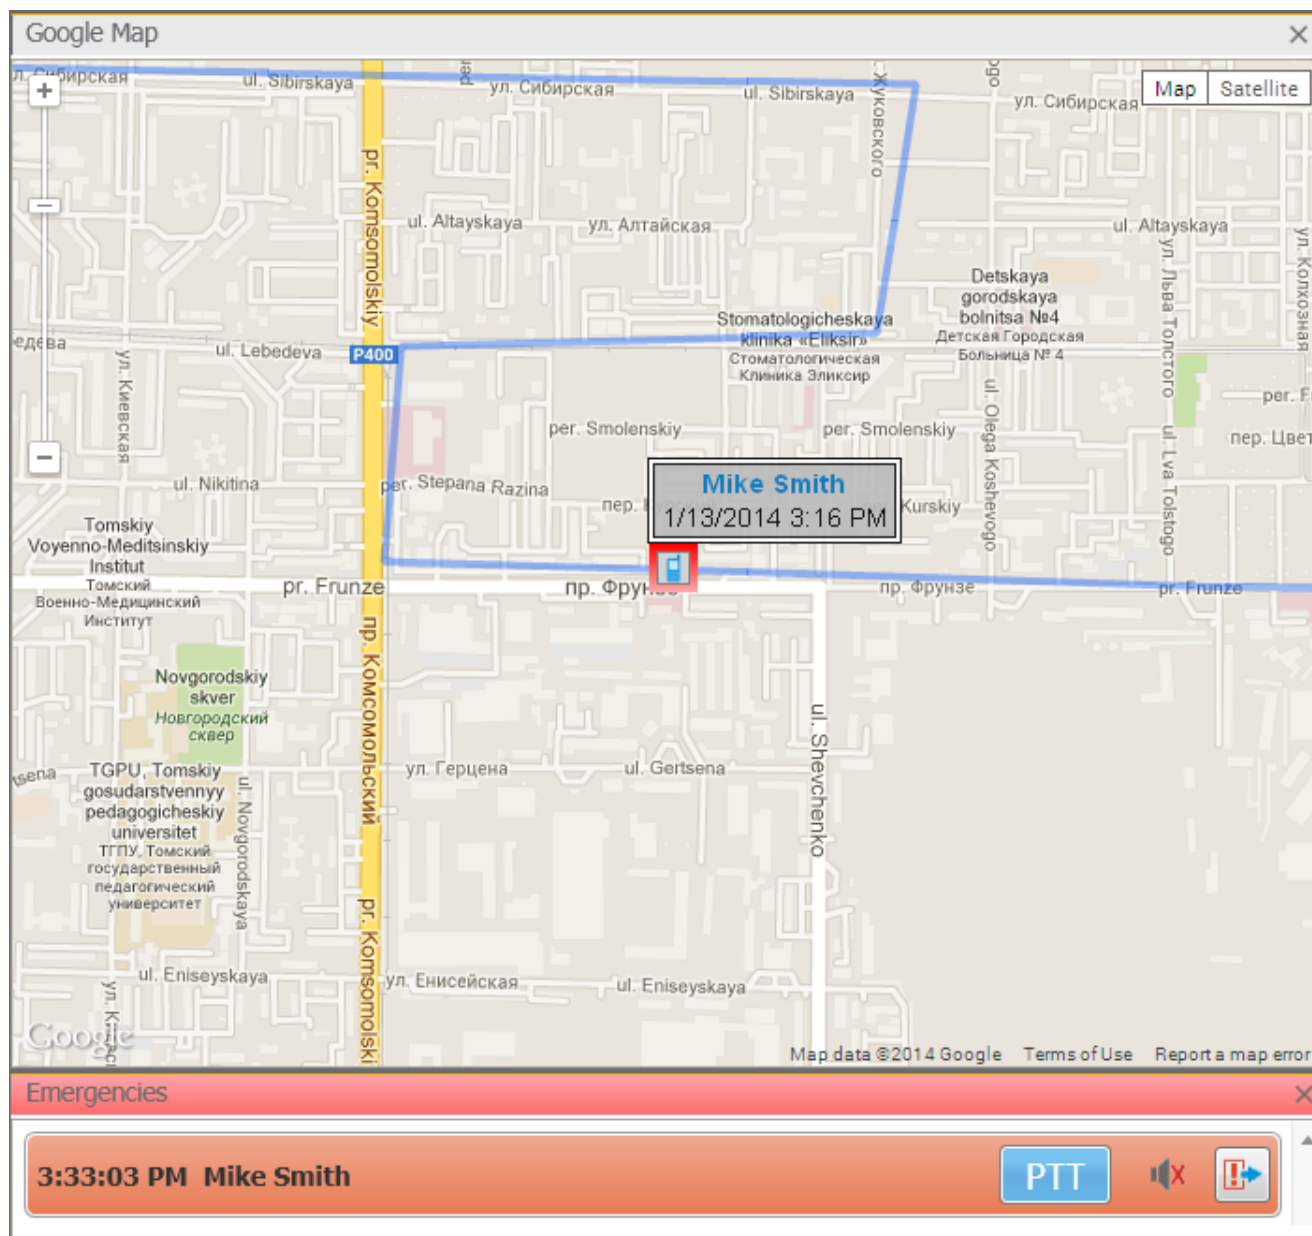 Google Map
ul. Sibirskaya
ул. Сибирская
ul. Sibirskaya
ул. Сибирская
Map
Satellite
Жуковского
pr. Komsomolskiy
ul. Altayskaya
ул. Алтайская
ul. Altayskaya
ул. Льва Толстого
ул. Колхозная
Detskaya
gorodskaya
bolnitsa №4
Детская Городская
Больница № 4
Stomatologicheskaya
klinika «Eliksir»
Стоматологическая
Клиника Эликсир
ul. Lebedeva
P400
ул. Киевская
per. Smolenskiy
per. Smolenskiy
ul. Olega Koshevogo
ul. Lva Tolstogo
пер. Цвет
ul. Nikitina
per. Stepana Razina
Mike Smith
1/13/2014 3:16 PM
Kurskiy
Tomskiy
Voyenno-Meditsinskiy
Institut
Томский
Военно-Медицинский
Институт
pr. Frunze
пр. Фрунзе
пр. Фрунзе
pr. Frunze
пр. Комсомольский
Novgorodskiy
skver
Новгородский
сквер
ul. Shevchenko
tsena
TGPU, Tomskiy
gosudarstvennyy
pedagogicheskiy
universitet
ТГПУ, Томский
государственный
педагогический
университет
ul. Novgorodskaya
ул. Герцена
ul. Gertsena
pr. Komsomolski
ul. Eniseyskaya
ул. Енисейская
ul. Eniseyskaya
Google
Map data ©2014 Google
Terms of Use
Report a map error
Emergencies
3:33:03 PM Mike Smith
PTT